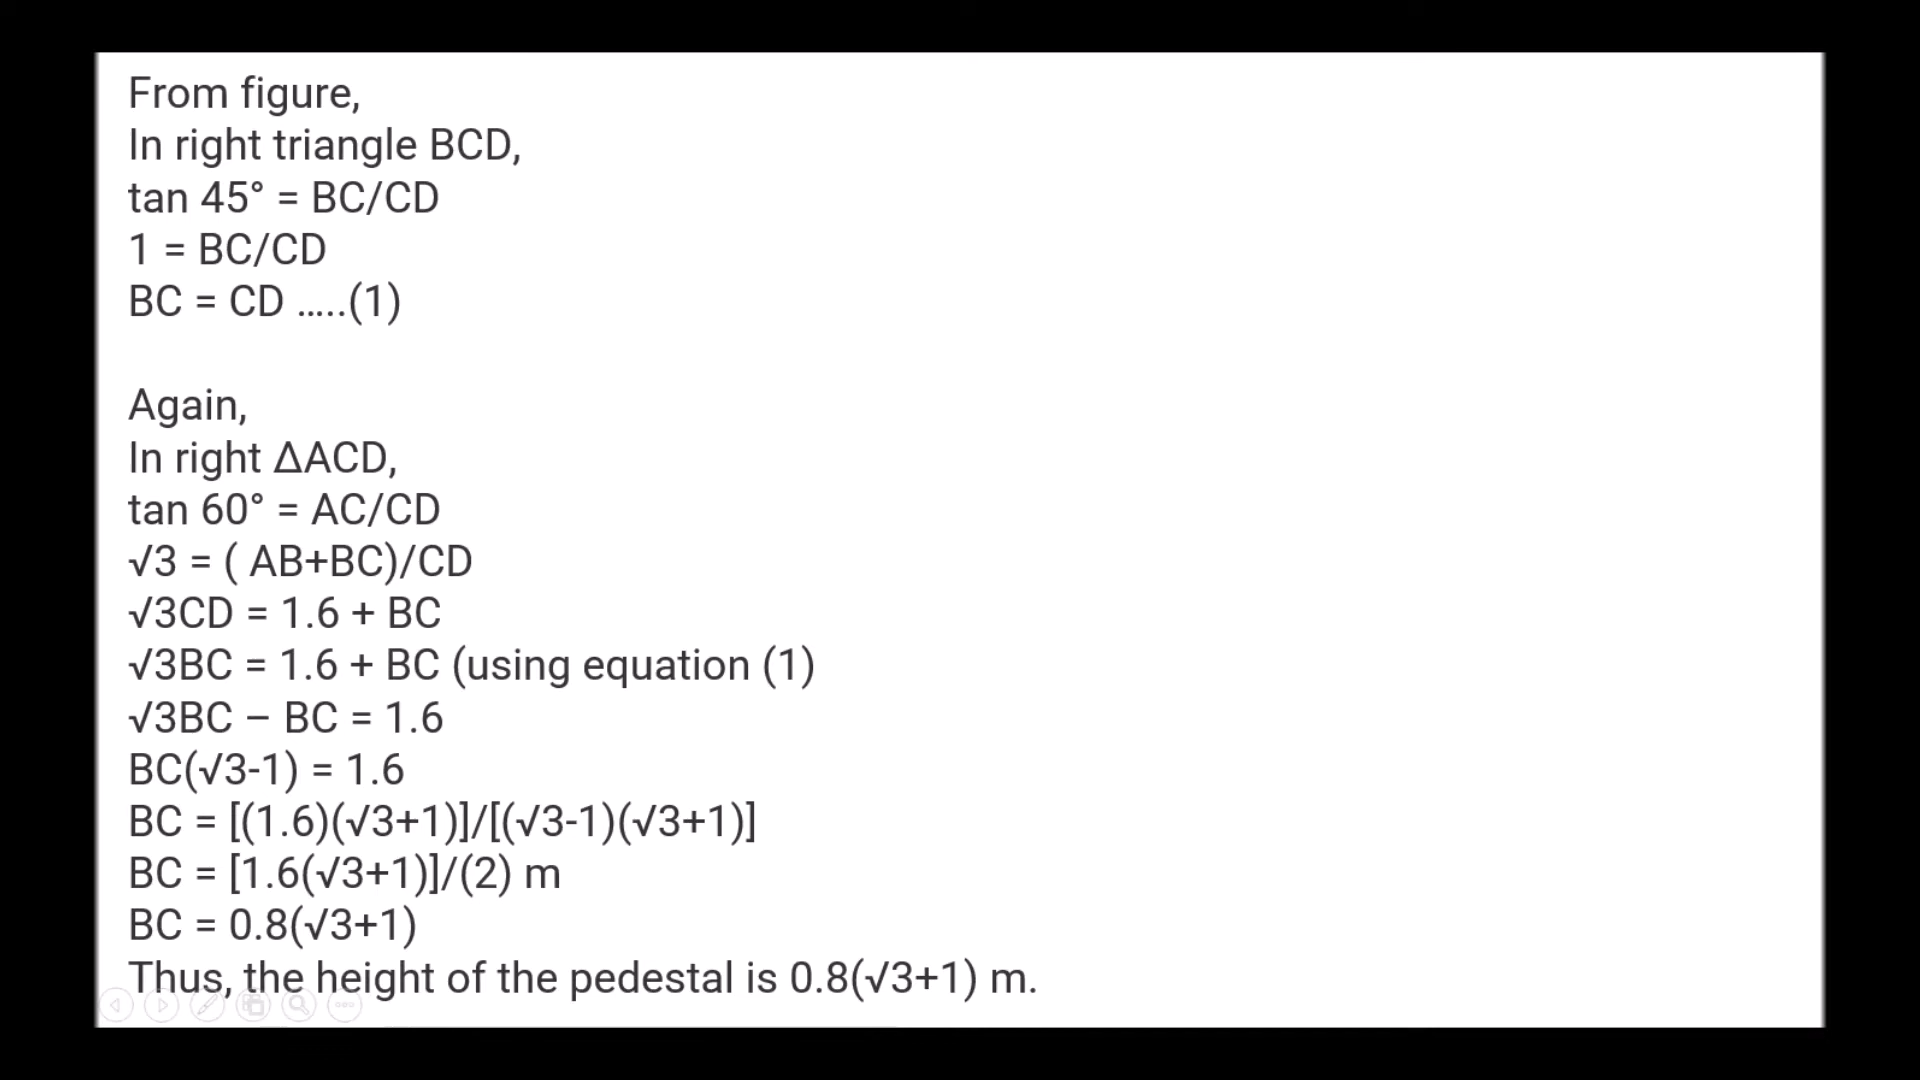 From figure,
In right triangle BCD,
tan 45° = BC/CD
1 = BC/CD
BC = CD …..(1)
Again,
In right ΔACD,
tan 60° = AC/CD
√3 = ( AB+BC)/CD
√3CD = 1.6 + BC
√3BC = 1.6 + BC (using equation (1)
√3BC – BC = 1.6
BC(√3-1) = 1.6
BC = [(1.6)(√3+1)]/[(√3-1)(√3+1)]
BC = [1.6(√3+1)]/(2) m
BC = 0.8(√3+1)
Thus, the height of the pedestal is 0.8(√3+1) m.